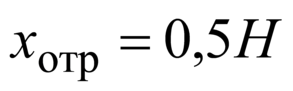 xотр = 0,5H